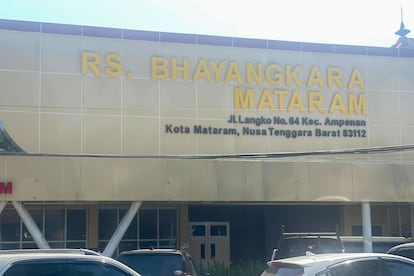 RS. BHAYANGKARA
MATARAM
Jl. Langko No. 64 Kec. Ampenan
Kota Mataram, Nusa Tenggara Barat 83112